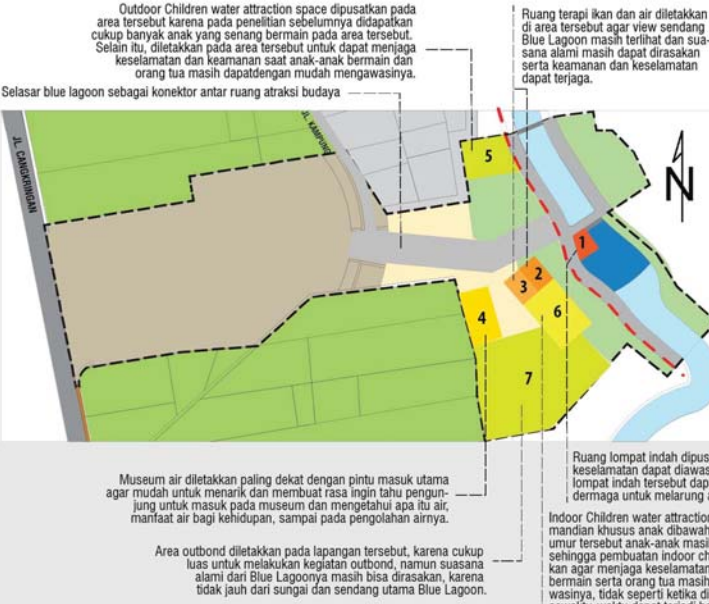 Outdoor Children water attraction space dipusatkan pada
area tersebut karena pada penelitian sebelumnya didapatkan
cukup banyak anak yang senang bermain pada area tersebut.
Selain itu, diletakkan pada area tersebut untuk dapat menjaga
keselamatan dan keamanan saat anak-anak bermain dan
orang tua masih dapatdengan mudah mengawasinya.
Selasar blue lagoon sebagai konektor antar ruang atraksi budaya
Ruang terapi ikan dan air diletakkan
di area tersebut agar view sendang
Blue Lagoon masih terlihat dan sua-
sana alami masih dapat dirasakan
serta keamanan dan keselamatan
dapat terjaga.
JL. CANGKRINGAN
JL. KAMPUNG
N
5
1
2
3
4
6
7
Museum air diletakkan paling dekat dengan pintu masuk utama
agar mudah untuk menarik dan membuat rasa ingin tahu pengun-
jung untuk masuk pada museum dan mengetahui apa itu air,
manfaat air bagi kehidupan, sampai pada pengolahan airnya.
Area outbond diletakkan pada lapangan tersebut, karena cukup
luas untuk melakukan kegiatan outbond, namun suasana
alami dari Blue Lagoonya masih bisa dirasakan, karena
tidak jauh dari sungai dan sendang utama Blue Lagoon.
Ruang lompat indah dipus
keselamatan dapat diawas
lompat indah tersebut dap
dermaga untuk melarung a
Indoor Children water attraction
mandian khusus anak dibawah
umur tersebut anak-anak masih
sehingga pembuatan indoor ch
kan agar menjaga keselamatan
bermain serta orang tua masih
wasinya, tidak seperti ketika di